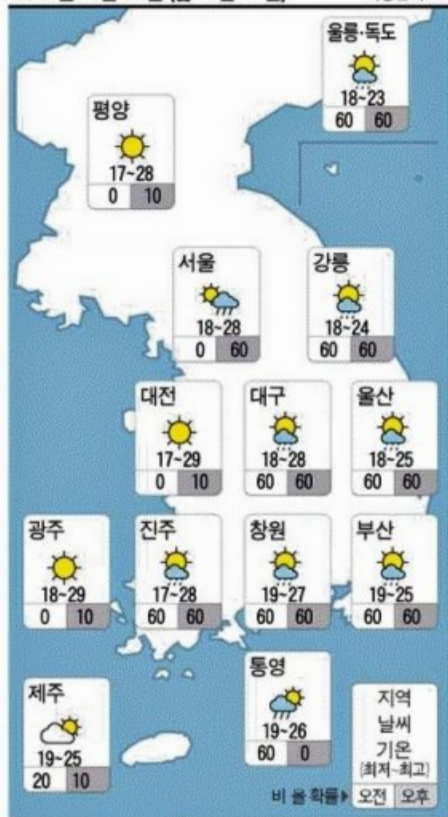 울릉·독도
18~23
60 60
평양
17~28
0 10
서울
18~28
0 60
강릉
18~24
60 60
대전
17~29
0 10
대구
18~28
60 60
울산
18~25
60 60
광주
18~29
0 10
진주
17~28
60 60
창원
19~27
60 60
부산
19~25
60 60
제주
19~25
20 10
통영
19~26
60 0
지역
날씨
기온
(최저~최고)
비 올 확률▶ 오전 오후